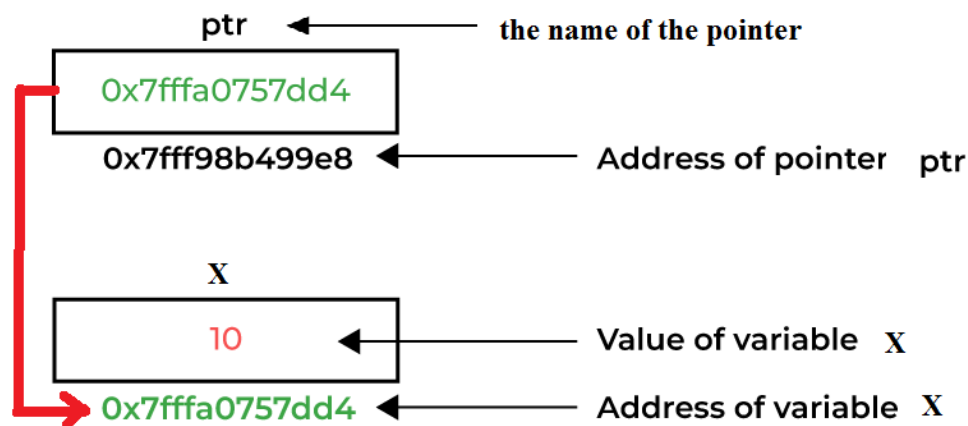 ptr the name of the pointer
0x7fffa0757dd4
0x7fff98b499e8 Address of pointer ptr
X
10 Value of variable X
0x7fffa0757dd4 Address of variable X